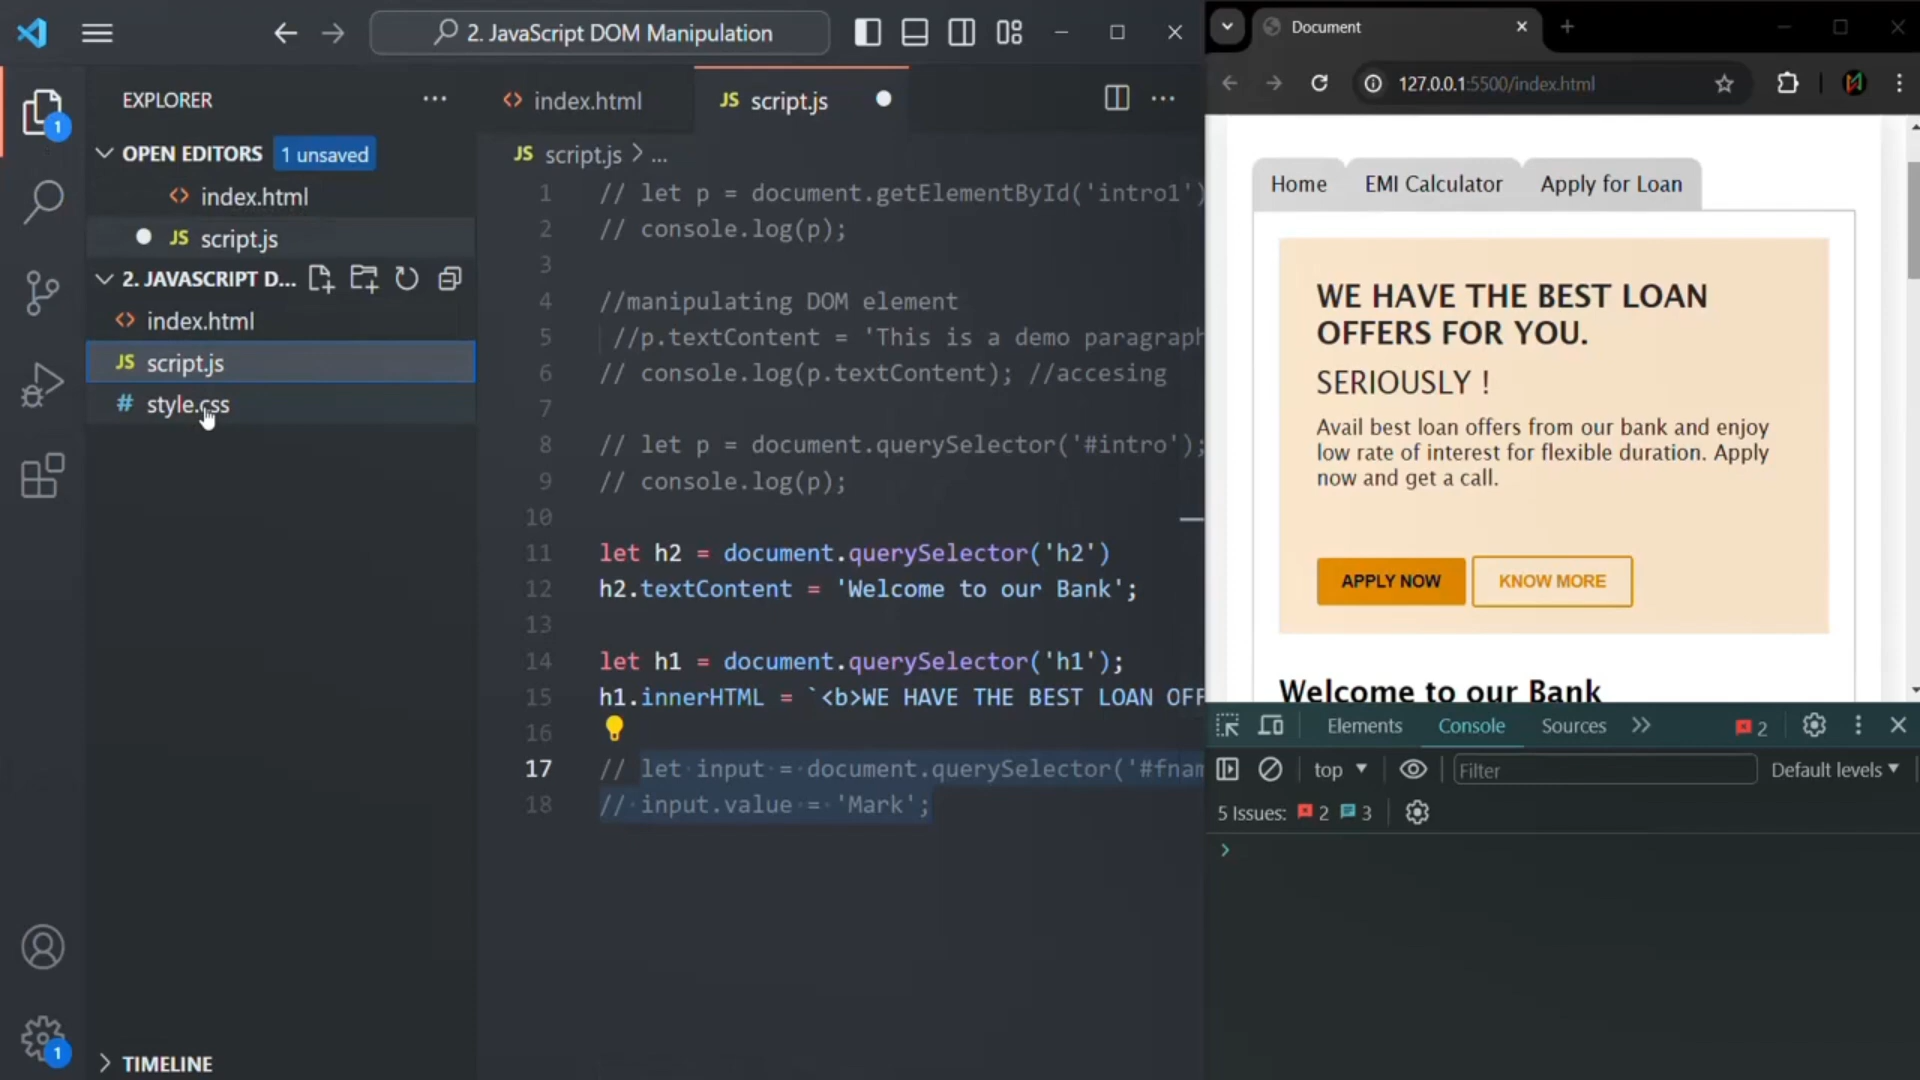 2. JavaScript DOM Manipulation
EXPLORER
OPEN EDITORS 1 unsaved
index.html
JS script.js
2. JAVASCRIPT D...
index.html
JS script.js
# style.css
TIMELINE
1
1
index.html
JS script.js
JS script.js > ...
1 // let p = document.getElementById('intro1')
2 // console.log(p);
3
4 //manipulating DOM element
5 //p.textContent = 'This is a demo paragraph
6 // console.log(p.textContent); //accesing
7
8 // let p = document.querySelector('#intro');
9 // console.log(p);
10
11 let h2 = document.querySelector('h2')
12 h2.textContent = 'Welcome to our Bank';
13
14 let h1 = document.querySelector('h1');
15 h1.innerHTML = `<b>WE HAVE THE BEST LOAN OFF
16
17 // let input = document.querySelector('#fnam
18 // input.value = 'Mark';
Document
127.0.0.1:5500/index.html
Home EMI Calculator Apply for Loan
WE HAVE THE BEST LOAN
OFFERS FOR YOU.
SERIOUSLY !
Avail best loan offers from our bank and enjoy
low rate of interest for flexible duration. Apply
now and get a call.
APPLY NOW KNOW MORE
Welcome to our Bank
Elements Console Sources 2
top Filter Default levels
5 Issues: 2 3